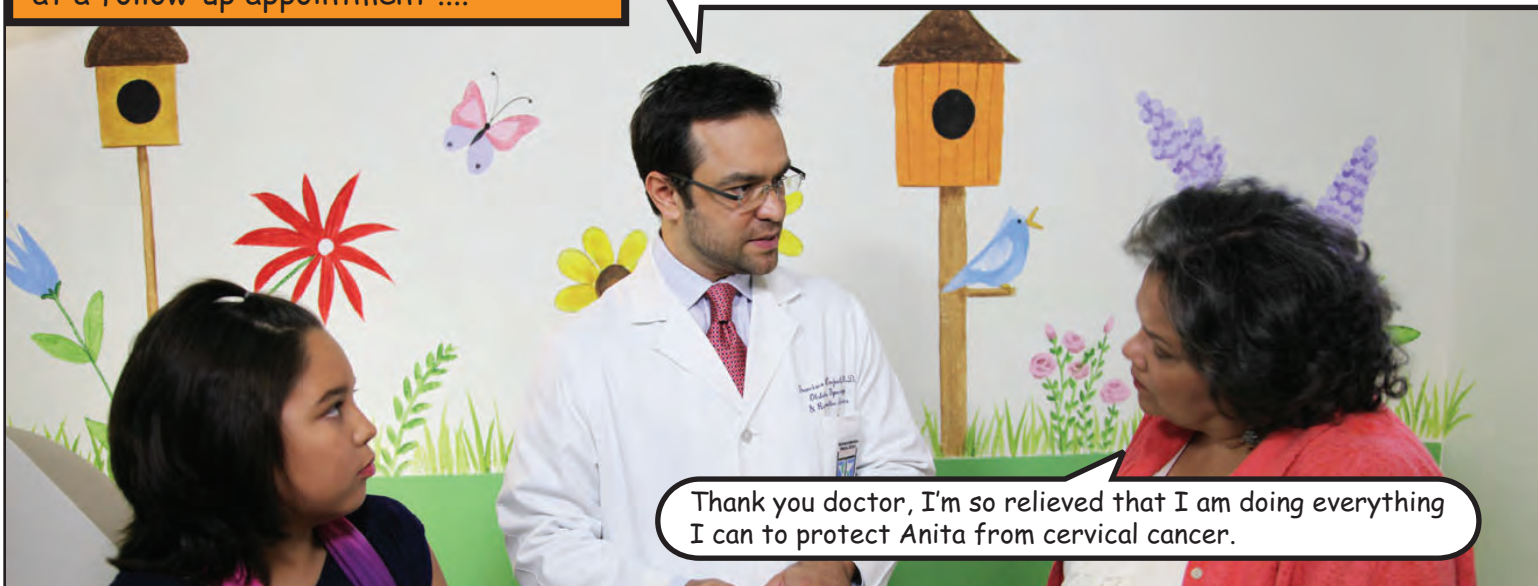 at a follow-up appointment ....
Thank you doctor, I'm so relieved that I am doing everything
I can to protect Anita from cervical cancer.